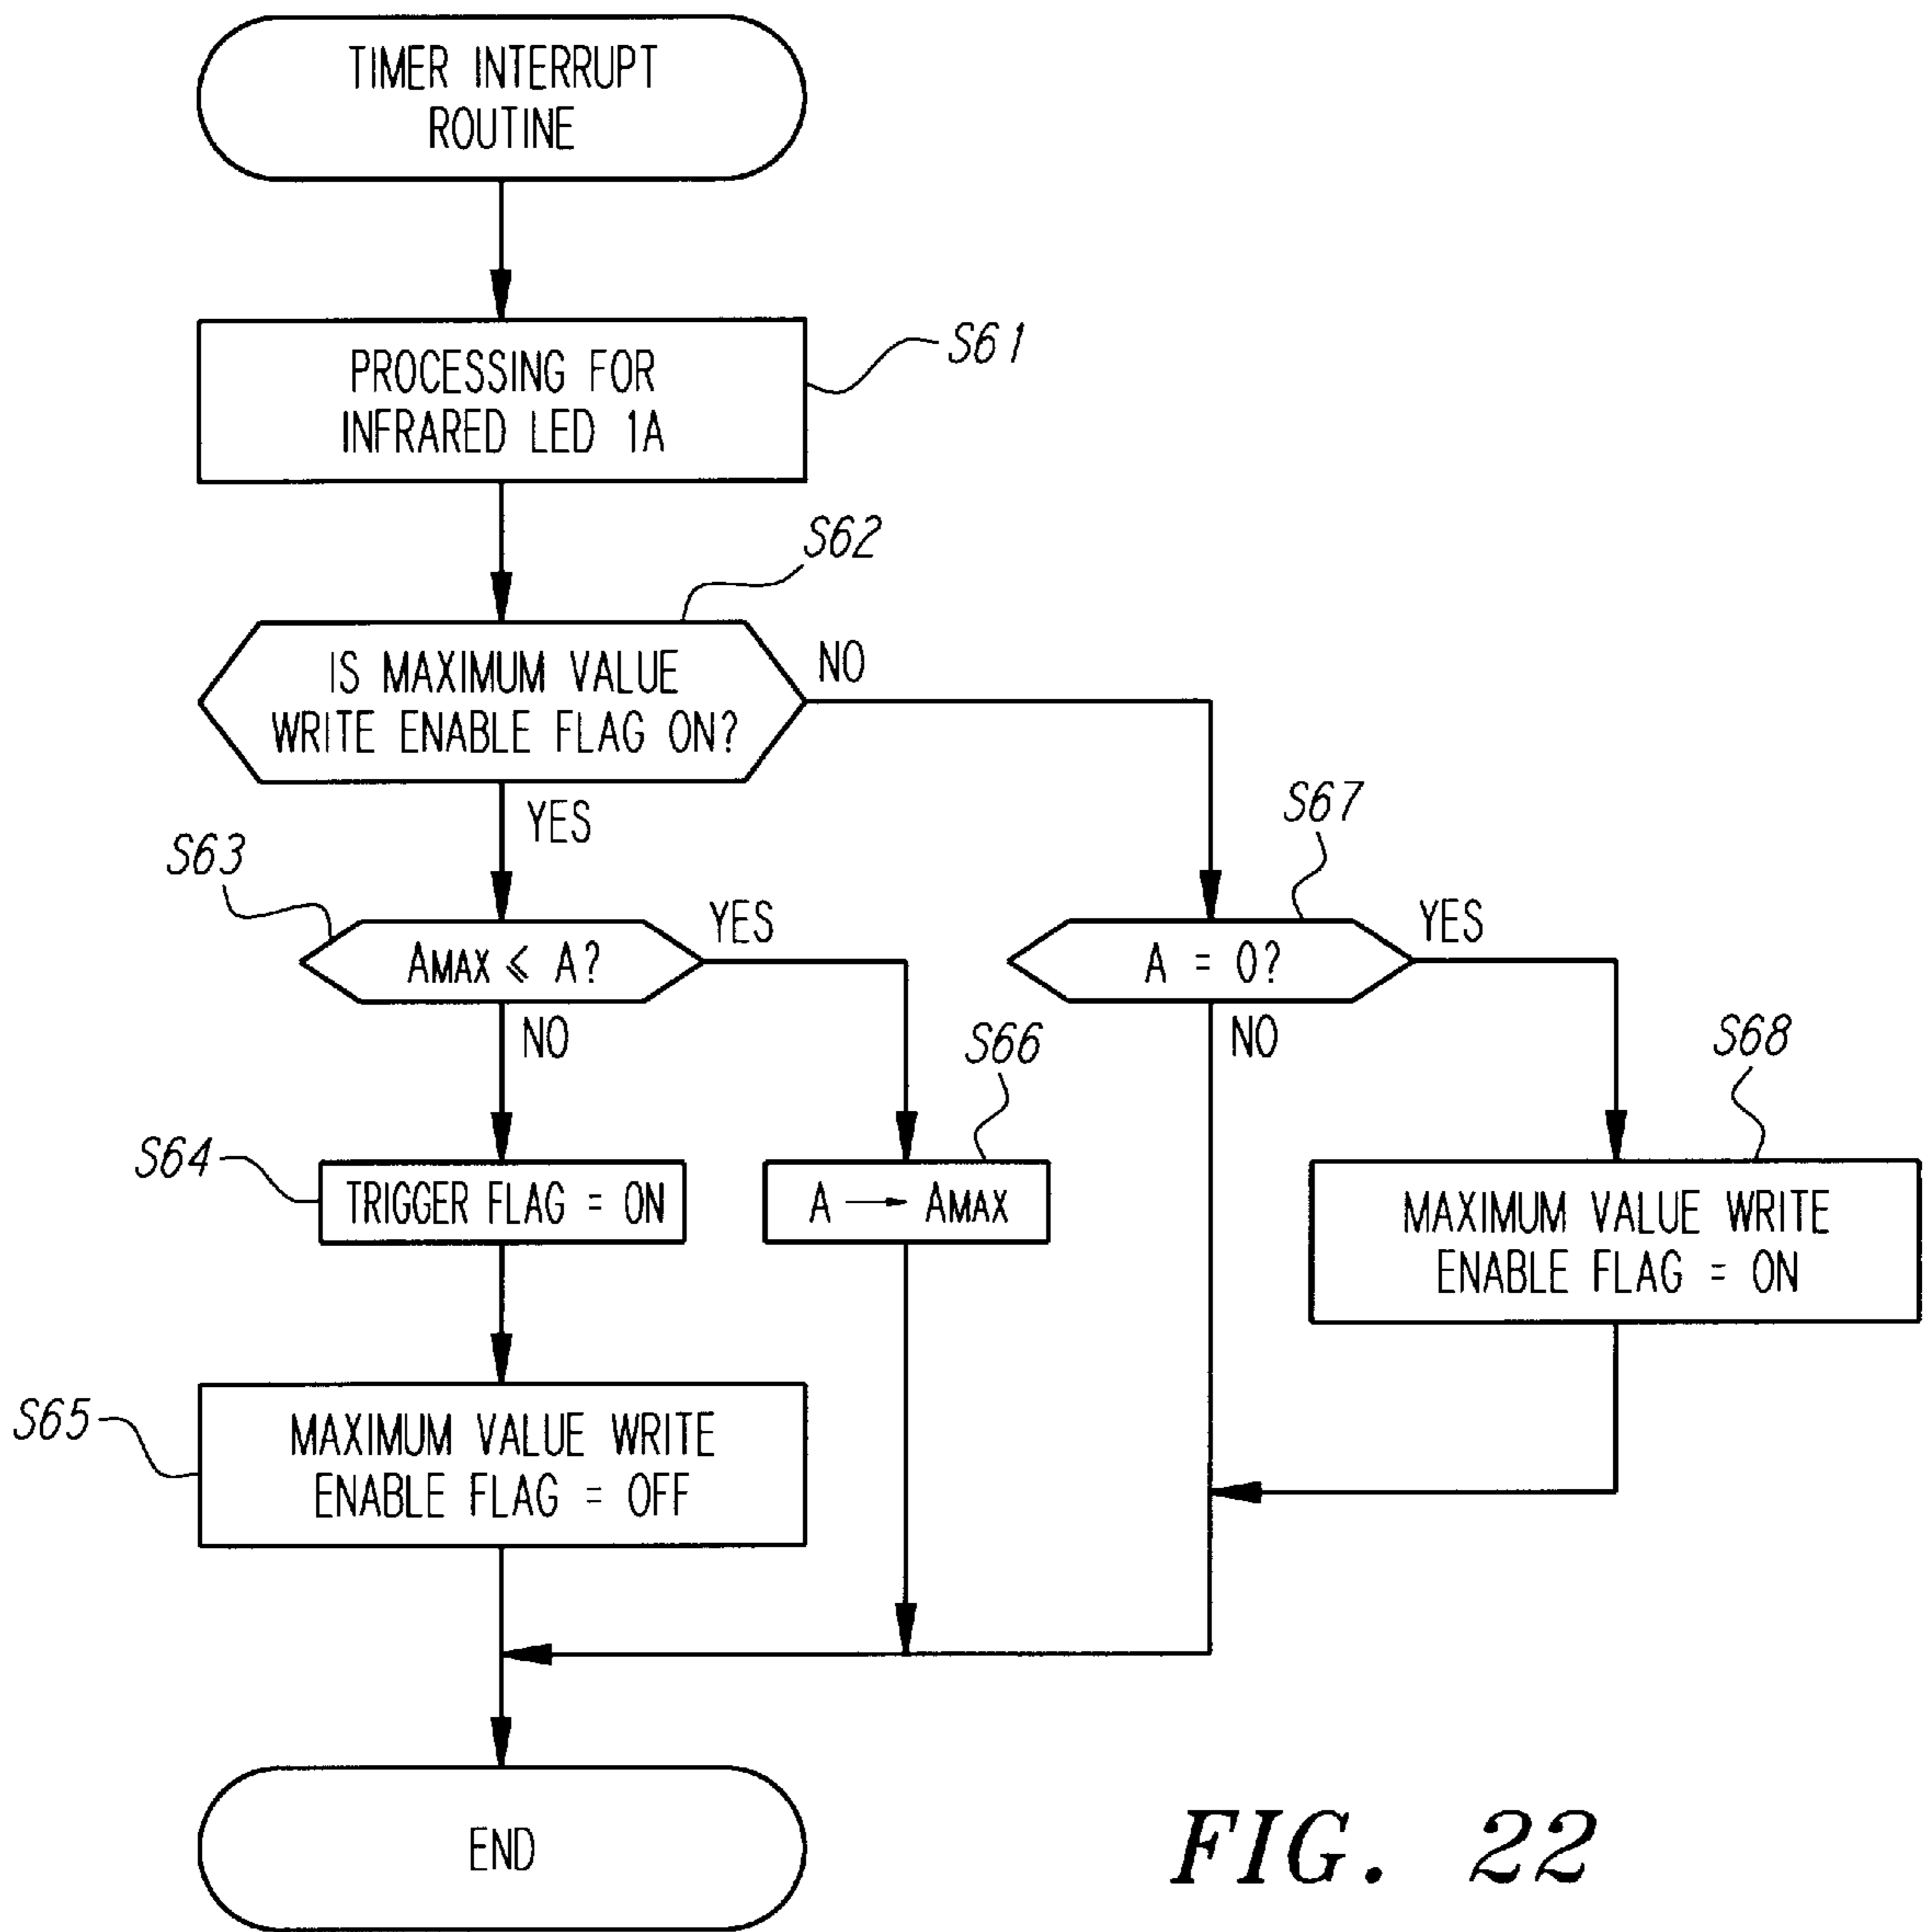 TIMER INTERRUPT
ROUTINE
S61
PROCESSING FOR
INFRARED LED 1A
S62
IS MAXIMUM VALUE
WRITE ENABLE FLAG ON?
NO
YES
S63
AMAX ≤ A?
YES
NO
S67
A = 0?
YES
NO
S64
TRIGGER FLAG = ON
S66
A → AMAX
S68
MAXIMUM VALUE WRITE
ENABLE FLAG = ON
S65
MAXIMUM VALUE WRITE
ENABLE FLAG = OFF
END
FIG. 22